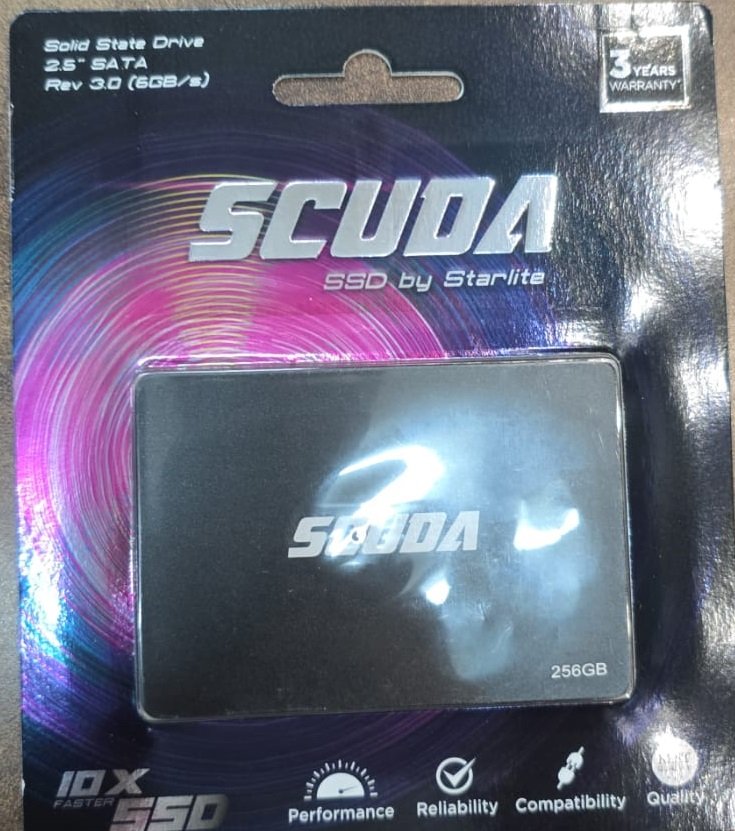 Solid State Drive
2.5" SATA
Rev 3.0 (6GB/s)
3 YEARS
WARRANTY*
SCUDA
SSD by Starlite
SCUDA
256GB
10X
FASTER SSD
Performance
Reliability
Compatibility
Quality